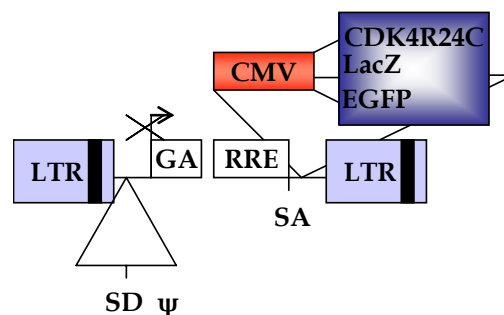 CDK4R24C
CMV
LacZ
EGFP
LTR
GA
RRE
LTR
SA
SD ψ